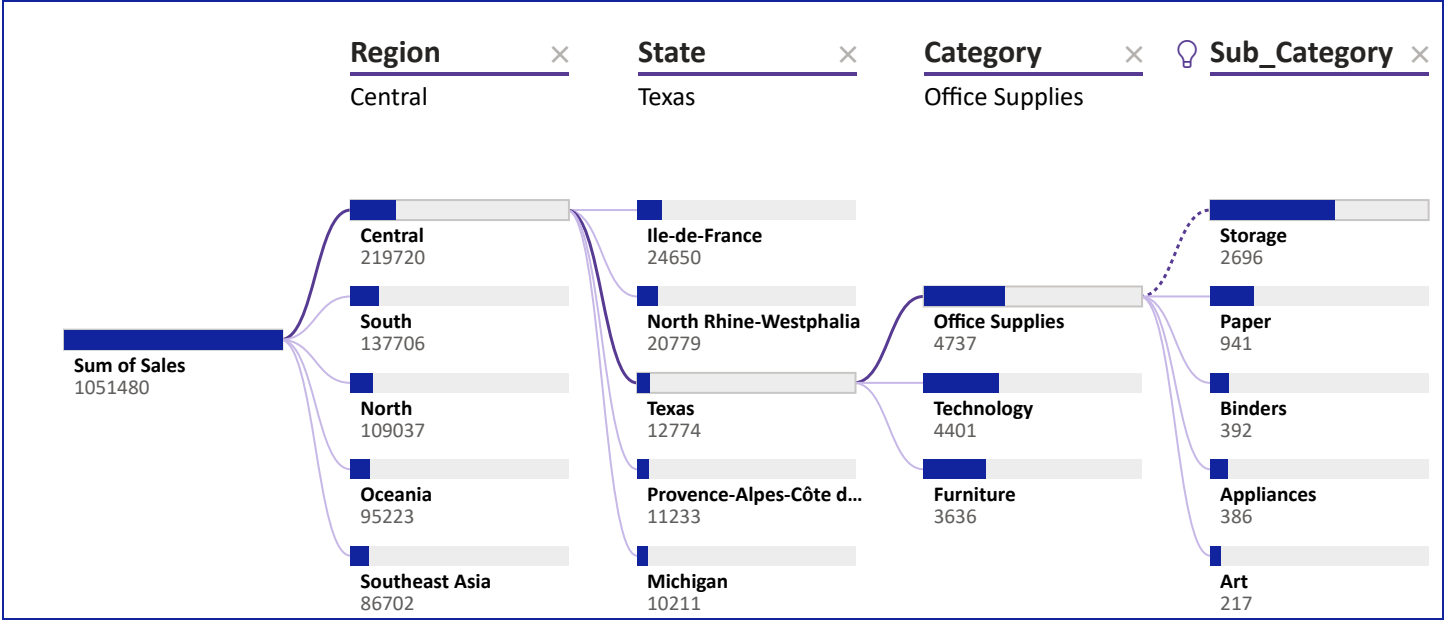 Region
State
Category
Sub_Category
Central
Texas
Office Supplies
Sum of Sales
1051480
Central
219720
South
137706
North
109037
Oceania
95223
Southeast Asia
86702
Ile-de-France
24650
North Rhine-Westphalia
20779
Texas
12774
Provence-Alpes-Côte d...
11233
Michigan
10211
Office Supplies
4737
Technology
4401
Furniture
3636
Storage
2696
Paper
941
Binders
392
Appliances
386
Art
217